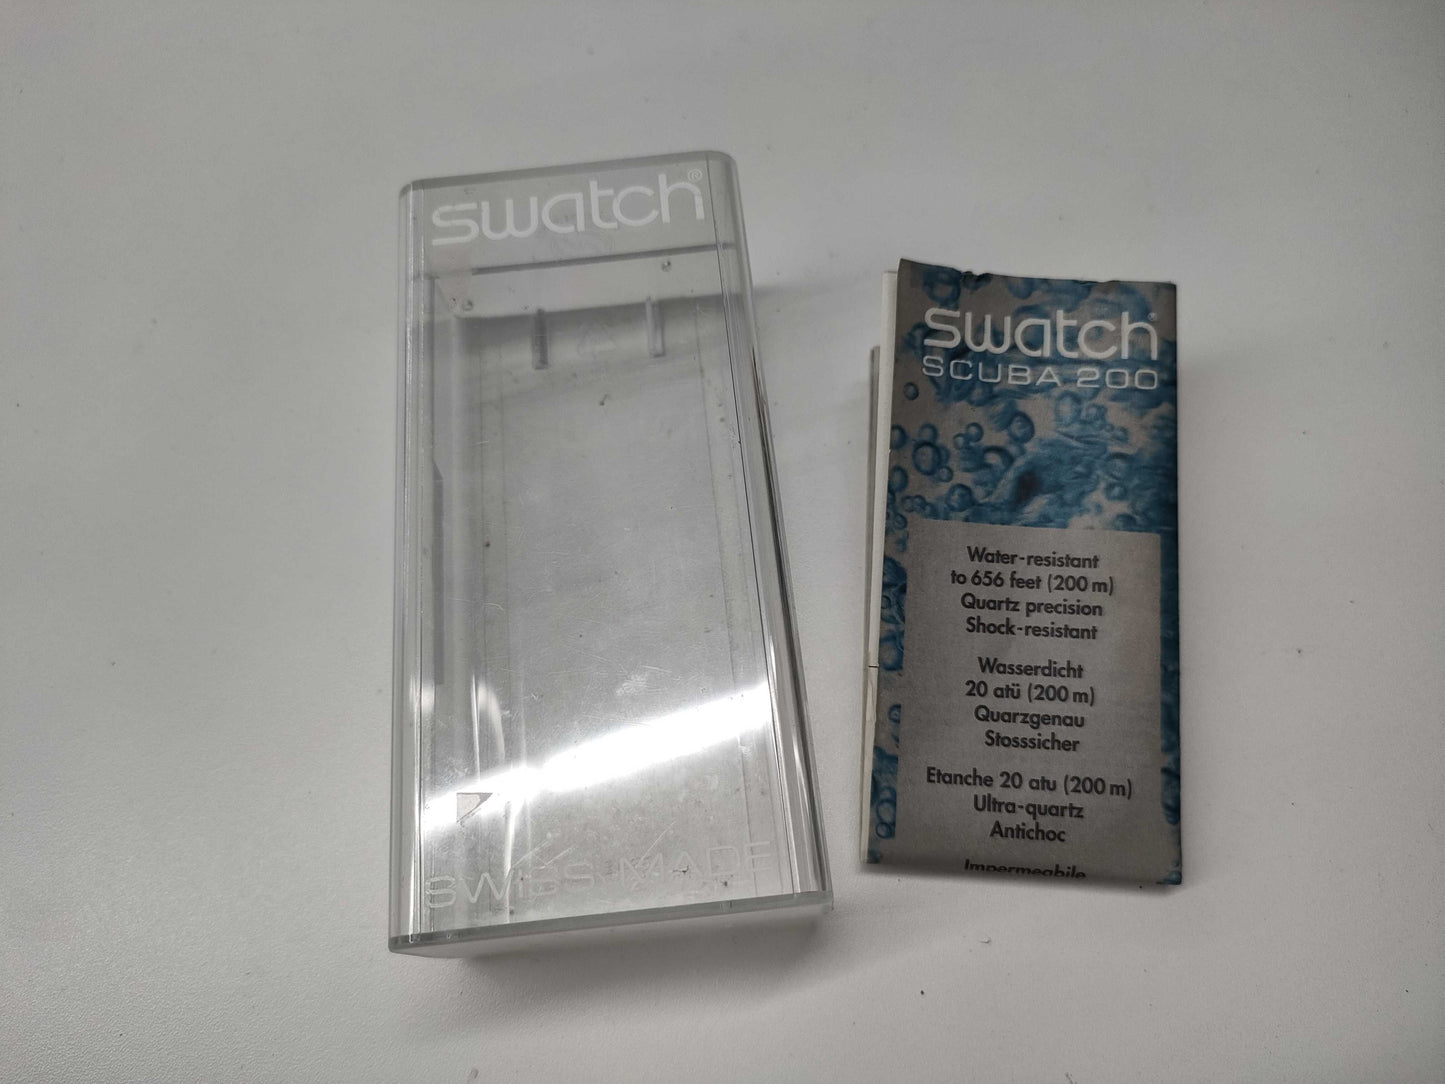 swatch®
SWISS MADE
swatch®
SCUBA 200
Water-resistant
to 656 feet (200 m)
Quartz precision
Shock-resistant
Wasserdicht
20 atü (200 m)
Quarzgenau
Stosssicher
Etanche 20 atu (200 m)
Ultra-quartz
Antichoc
Impermeabile